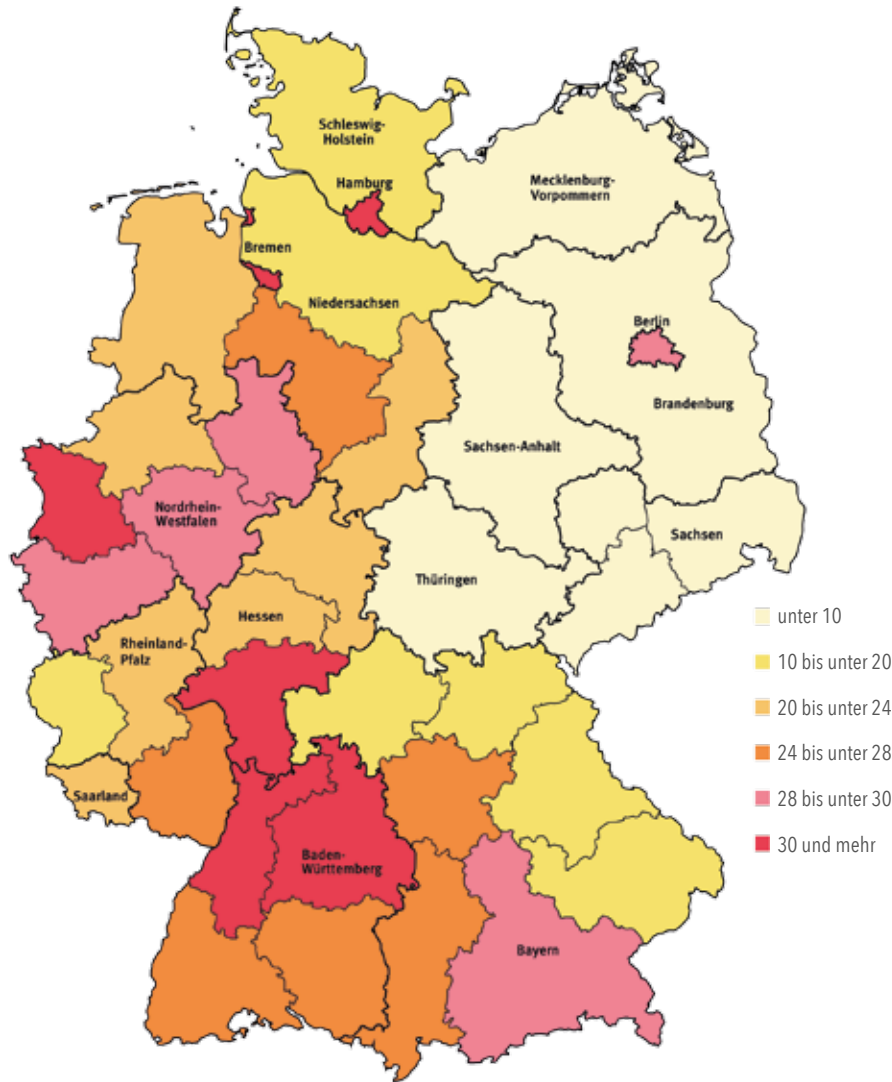 Schleswig-
Holstein
Hamburg
Mecklenburg-
Vorpommern
Bremen
Niedersachsen
Berlin
Brandenburg
Sachsen-Anhalt
Nordrhein-
Westfalen
Sachsen
Thüringen
Hessen
Rheinland-
Pfalz
Saarland
Baden-
Württemberg
Bayern
unter 10
10 bis unter 20
20 bis unter 24
24 bis unter 28
28 bis unter 30
30 und mehr